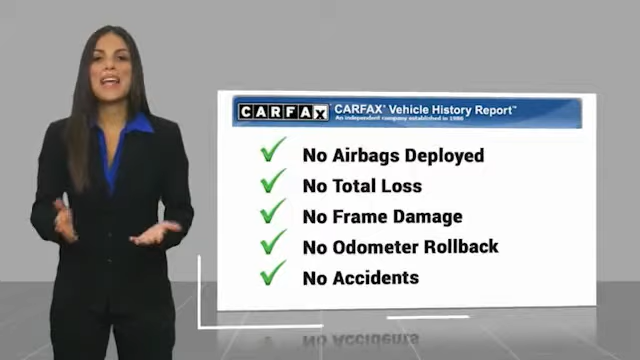 CARFAX CARFAX® Vehicle History Report™
An independent company established in 1986
No Airbags Deployed
No Total Loss
No Frame Damage
No Odometer Rollback
No Accidents